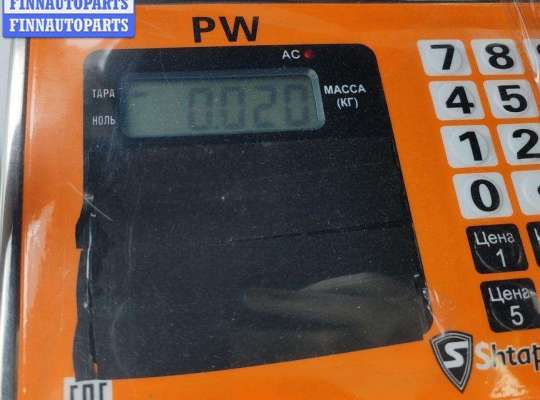 FINNAUTOPARTS
FINNAUTOPARTS
PW
AC
ТАРА
НОЛЬ
0.020
МАССА
(КГ)
7 8
4 5
1 2
0
Цена
1
Цена
5
S Shtap